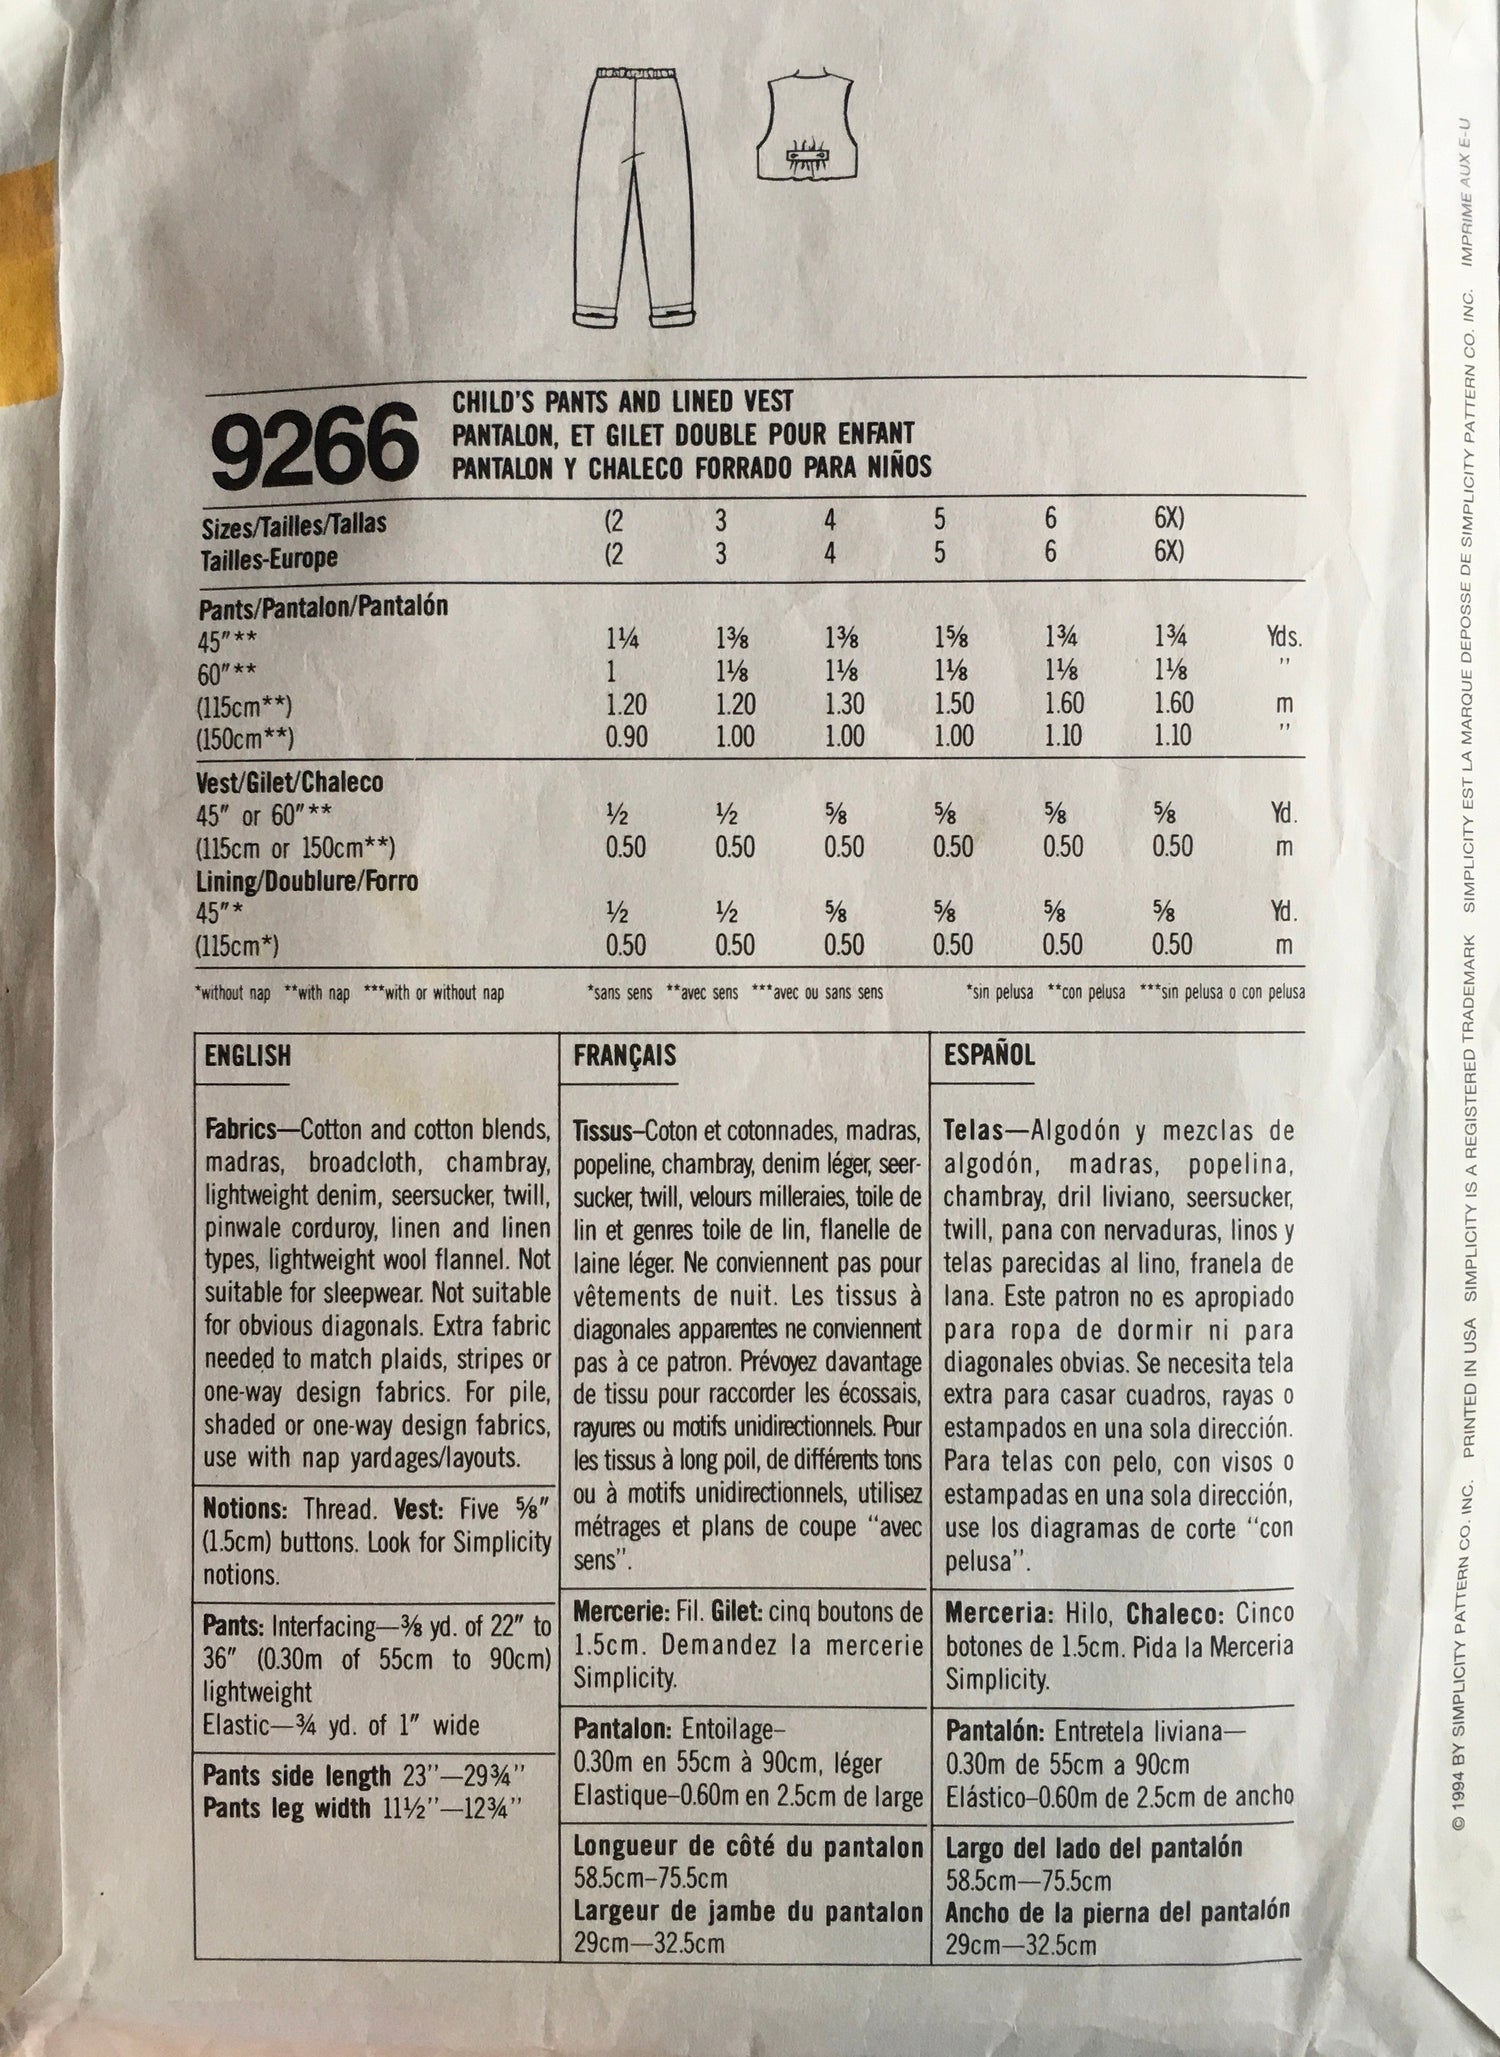 9266
CHILD'S PANTS AND LINED VEST
PANTALON, ET GILET DOUBLE POUR ENFANT
PANTALON Y CHALECO FORRADO PARA NIÑOS
Sizes/Tailles/Tallas (2 3 4 5 6 6X)
Tailles-Europe (2 3 4 5 6 6X)
Pants/Pantalon/Pantalón
45"** 1¼ 1⅜ 1⅜ 1⅝ 1¾ 1¾ Yds.
60"** 1 1⅛ 1⅛ 1⅛ 1⅛ 1⅛ "
(115cm**) 1.20 1.20 1.30 1.50 1.60 1.60 m
(150cm**) 0.90 1.00 1.00 1.00 1.10 1.10 "
Vest/Gilet/Chaleco
45" or 60"** ½ ½ ⅝ ⅝ ⅝ ⅝ Yd.
(115cm or 150cm**) 0.50 0.50 0.50 0.50 0.50 0.50 m
Lining/Doublure/Forro
45"* ½ ½ ⅝ ⅝ ⅝ ⅝ Yd.
(115cm*) 0.50 0.50 0.50 0.50 0.50 0.50 m
*without nap **with nap ***with or without nap *sans sens **avec sens ***avec ou sans sens *sin pelusa **con pelusa ***sin pelusa o con pelusa
ENGLISH
Fabrics—Cotton and cotton blends,
madras, broadcloth, chambray,
lightweight denim, seersucker, twill,
pinwale corduroy, linen and linen
types, lightweight wool flannel. Not
suitable for sleepwear. Not suitable
for obvious diagonals. Extra fabric
needed to match plaids, stripes or
one-way design fabrics. For pile,
shaded or one-way design fabrics,
use with nap yardages/layouts.
Notions: Thread. Vest: Five ⅝"
(1.5cm) buttons. Look for Simplicity
notions.
Pants: Interfacing—⅜ yd. of 22" to
36" (0.30m of 55cm to 90cm)
lightweight
Elastic—¾ yd. of 1" wide
Pants side length 23"—29¾"
Pants leg width 11½"—12¾"
FRANÇAIS
Tissus–Coton et cotonnades, madras,
popeline, chambray, denim léger, seer-
sucker, twill, velours milleraies, toile de
lin et genres toile de lin, flanelle de
laine léger. Ne conviennent pas pour
vêtements de nuit. Les tissus à
diagonales apparentes ne conviennent
pas à ce patron. Prévoyez davantage
de tissu pour raccorder les écossais,
rayures ou motifs unidirectionnels. Pour
les tissus à long poil, de différents tons
ou à motifs unidirectionnels, utilisez
métrages et plans de coupe "avec
sens".
Mercerie: Fil. Gilet: cinq boutons de
1.5cm. Demandez la mercerie
Simplicity.
Pantalon: Entoilage–
0.30m en 55cm à 90cm, léger
Elastique–0.60m en 2.5cm de large
Longueur de côté du pantalon
58.5cm–75.5cm
Largeur de jambe du pantalon
29cm—32.5cm
ESPAÑOL
Telas—Algodón y mezclas de
algodón, madras, popelina,
chambray, dril liviano, seersucker,
twill, pana con nervaduras, linos y
telas parecidas al lino, franela de
lana. Este patron no es apropiado
para ropa de dormir ni para
diagonales obvias. Se necesita tela
extra para casar cuadros, rayas o
estampados en una sola dirección.
Para telas con pelo, con visos o
estampadas en una sola dirección,
use los diagramas de corte "con
pelusa".
Merceria: Hilo, Chaleco: Cinco
botones de 1.5cm. Pida la Merceria
Simplicity.
Pantalón: Entretela liviana—
0.30m de 55cm a 90cm
Elástico–0.60m de 2.5cm de ancho
Largo del lado del pantalón
58.5cm—75.5cm
Ancho de la pierna del pantalón
29cm—32.5cm
© 1994 BY SIMPLICITY PATTERN CO. INC. PRINTED IN USA SIMPLICITY IS A REGISTERED TRADEMARK SIMPLICITY EST LA MARQUE DEPOSSE DE SIMPLICITY PATTERN CO. INC. IMPRIME AUX E-U